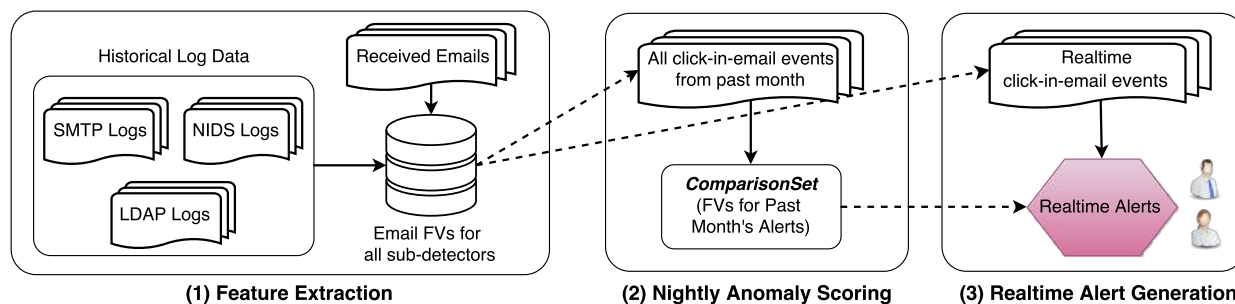 Historical Log Data
SMTP Logs
NIDS Logs
LDAP Logs
Received Emails
Email FVs for
all sub-detectors
(1) Feature Extraction
All click-in-email events
from past month
ComparisonSet
(FVs for Past
Month's Alerts)
(2) Nightly Anomaly Scoring
Realtime
click-in-email events
Realtime Alerts
(3) Realtime Alert Generation